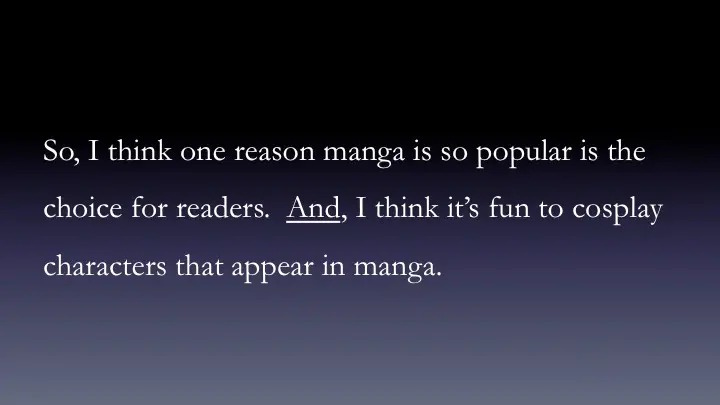 So, I think one reason manga is so popular is the
choice for readers.  And, I think it’s fun to cosplay
characters that appear in manga.